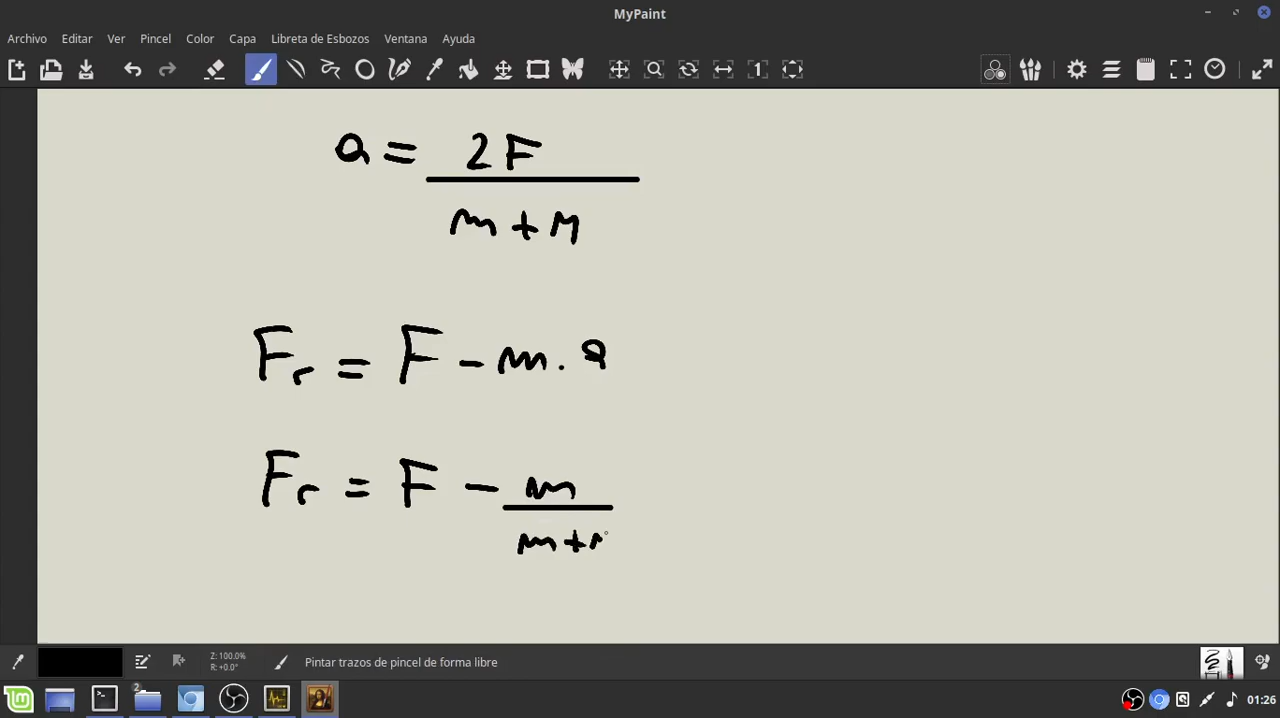 MyPaint
Archivo Editar Ver Pincel Color Capa Libreta de Esbozos Ventana Ayuda
a = 2F
m + M
Fr = F - m . a
Fr = F - m
m +
Z: 100.0%
R: +0.0°
Pintar trazos de pincel de forma libre
2
01:26